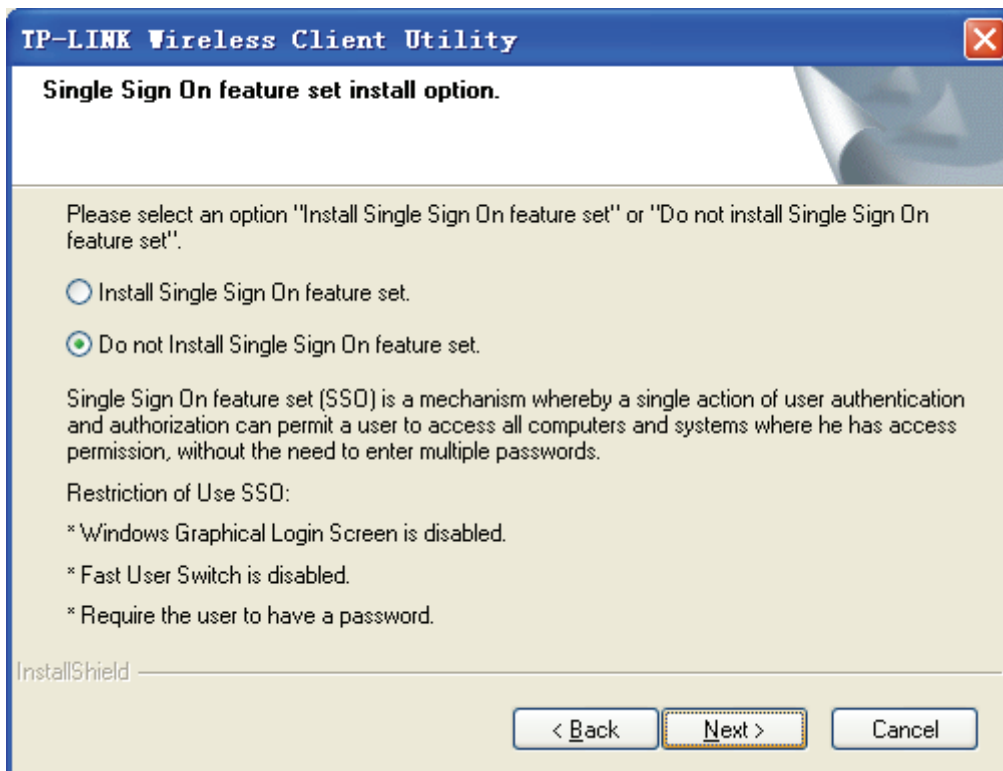 TP-LINK Wireless Client Utility
Single Sign On feature set install option.
Please select an option "Install Single Sign On feature set" or "Do not install Single Sign On
feature set".
Install Single Sign On feature set.
Do not Install Single Sign On feature set.
Single Sign On feature set (SSO) is a mechanism whereby a single action of user authentication
and authorization can permit a user to access all computers and systems where he has access
permission, without the need to enter multiple passwords.
Restriction of Use SSO:
* Windows Graphical Login Screen is disabled.
* Fast User Switch is disabled.
* Require the user to have a password.
InstallShield
< Back
Next >
Cancel